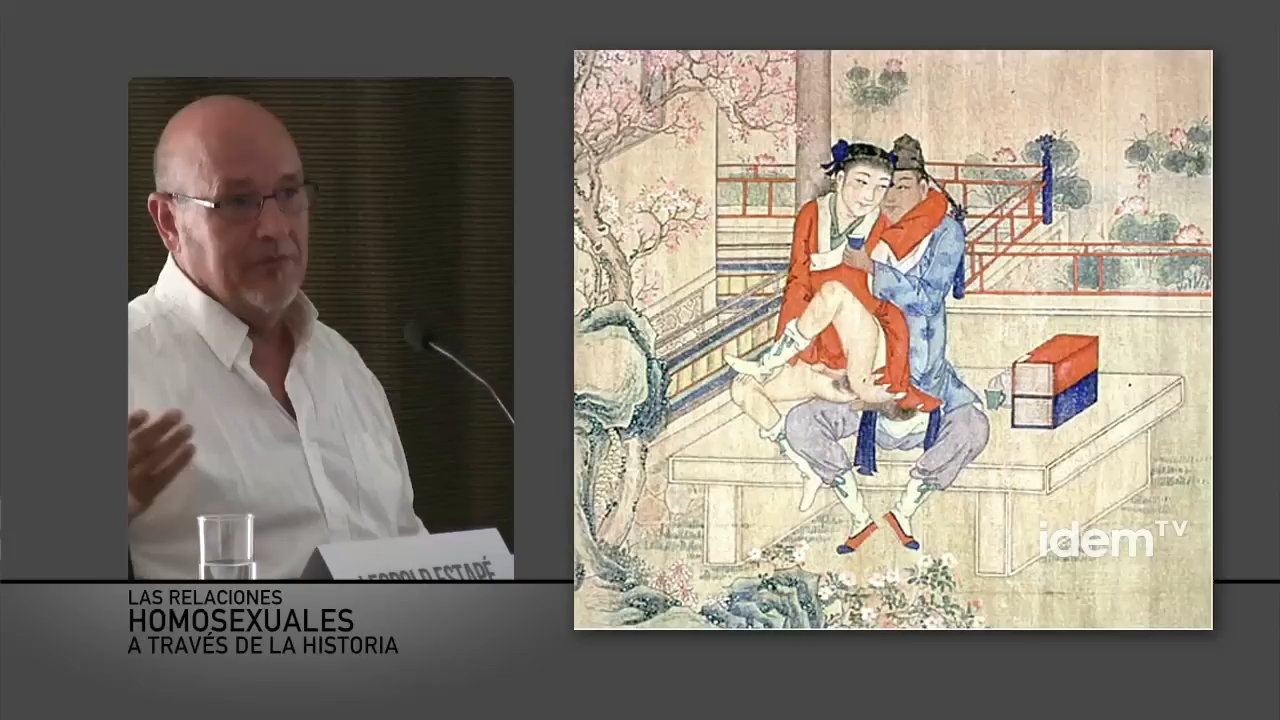 LEOPOLD ESTAPÉ
LAS RELACIONES
HOMOSEXUALES
A TRAVÉS DE LA HISTORIA
idemTV